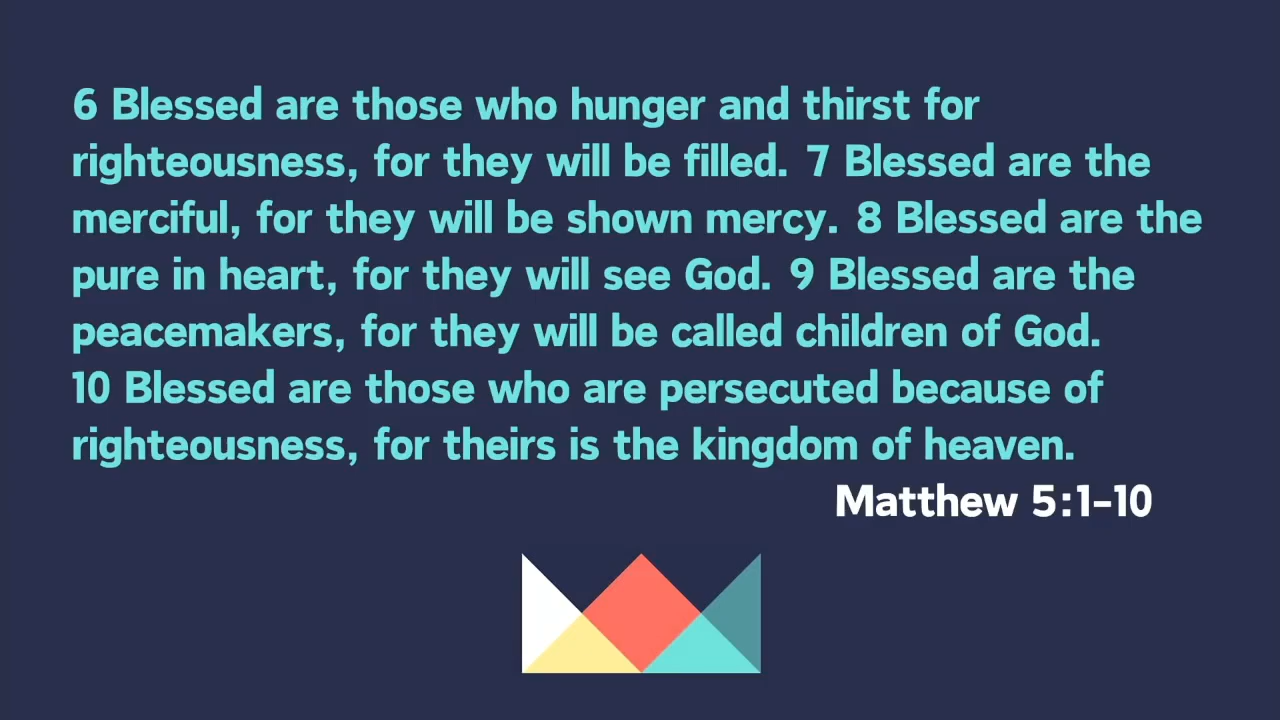 6 Blessed are those who hunger and thirst for
righteousness, for they will be filled. 7 Blessed are the
merciful, for they will be shown mercy. 8 Blessed are the
pure in heart, for they will see God. 9 Blessed are the
peacemakers, for they will be called children of God.
10 Blessed are those who are persecuted because of
righteousness, for theirs is the kingdom of heaven.
Matthew 5:1-10